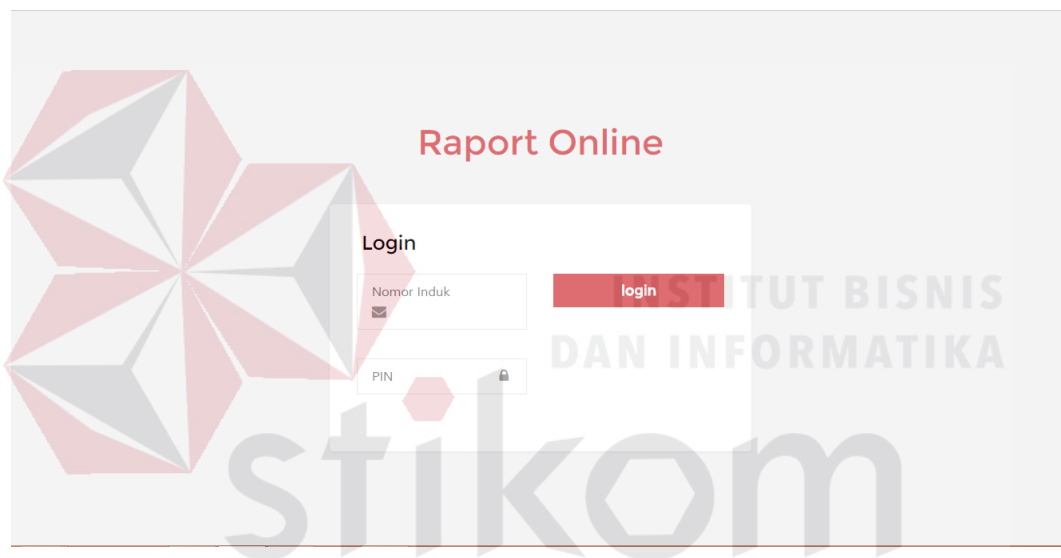 Raport Online
Login
Nomor Induk
login
PIN
INSTITUT BISNIS
DAN INFORMATIKA
stikom